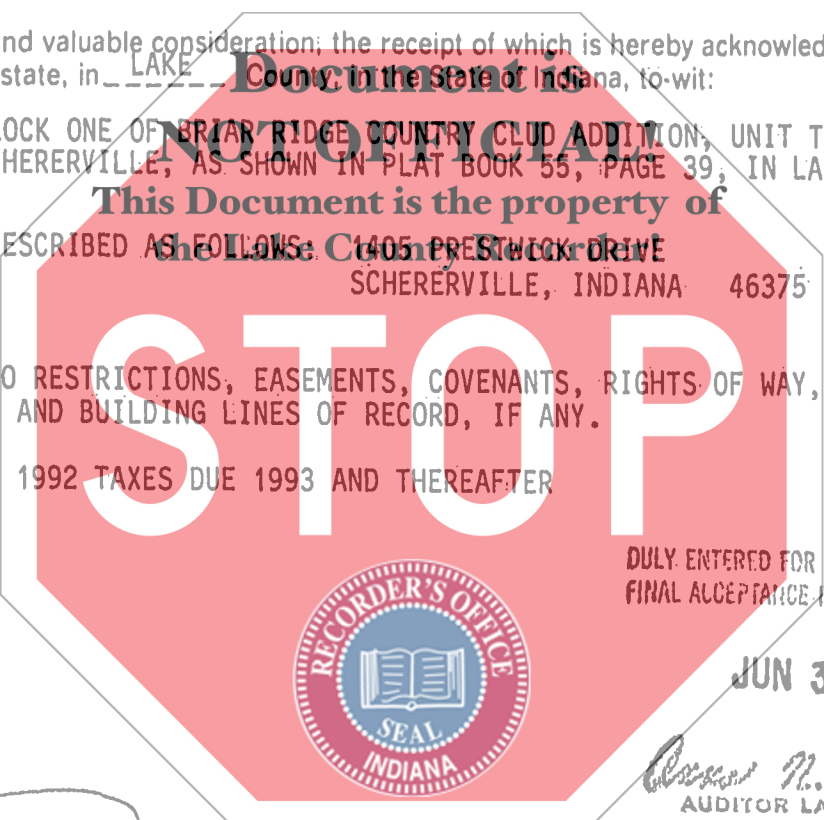 nd valuable consideration, the receipt of which is hereby acknowled
state, in LAKE County, in the State of Indiana, to-wit:
Document is
OCK ONE OF BRIAR RIDGE COUNTRY CLUD ADDITION, UNIT T
NOT OFFICIAL!
HERERVILLE, AS SHOWN IN PLAT BOOK 55, PAGE 39, IN LA
This Document is the property of
ESCRIBED AS FOLLOWS: 1405 PRESTWICK DRIVE
the Lake County Recorder!
SCHERERVILLE, INDIANA 46375
STOP
O RESTRICTIONS, EASEMENTS, COVENANTS, RIGHTS OF WAY,
AND BUILDING LINES OF RECORD, IF ANY.
1992 TAXES DUE 1993 AND THEREAFTER
DULY ENTERED FOR
FINAL ACCEPTANCE
RECORDER'S OFFICE
SEAL
INDIANA
JUN 3
N.
AUDITOR LA